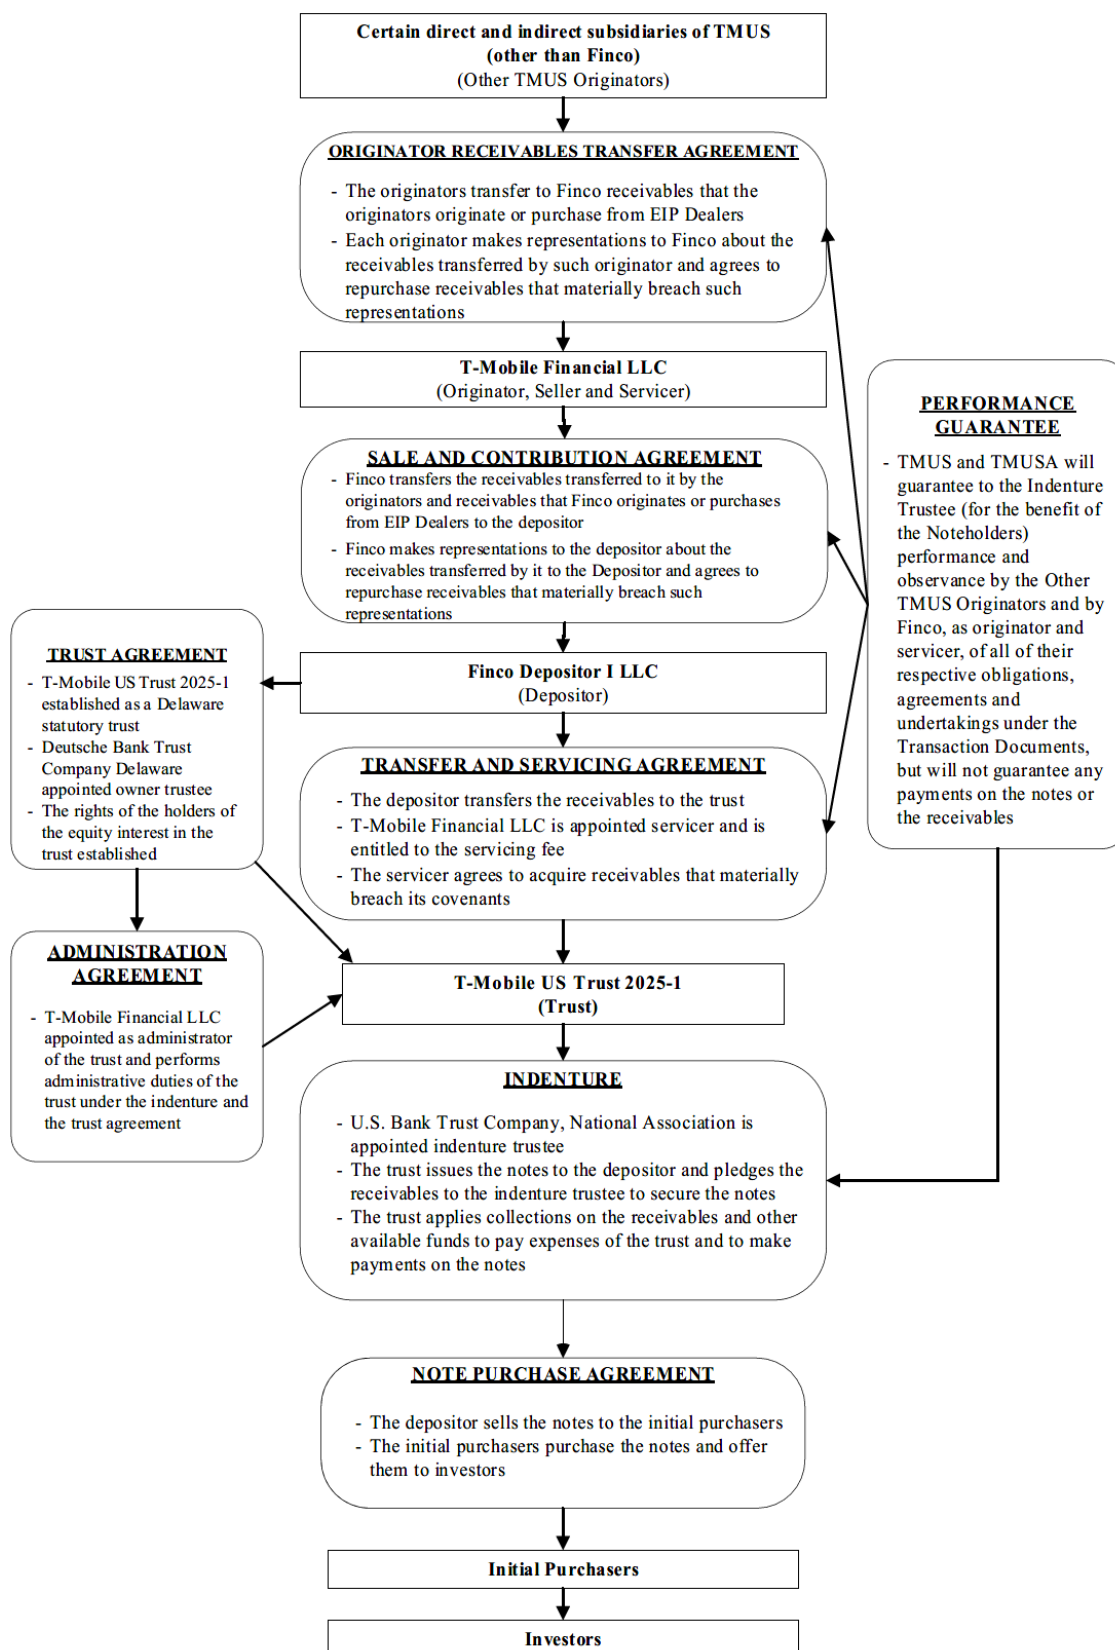 Certain direct and indirect subsidiaries of TMUS
(other than Finco)
(Other TMUS Originators)
ORIGINATOR RECEIVABLES TRANSFER AGREEMENT
- The originators transfer to Finco receivables that the
originators originate or purchase from EIP Dealers
- Each originator makes representations to Finco about the
receivables transferred by such originator and agrees to
repurchase receivables that materially breach such
representations
T-Mobile Financial LLC
(Originator, Seller and Servicer)
PERFORMANCE
GUARANTEE
- TMUS and TMUSA will
guarantee to the Indenture
Trustee (for the benefit of
the Noteholders)
performance and
observance by the Other
TMUS Originators and by
Finco, as originator and
servicer, of all of their
respective obligations,
agreements and
undertakings under the
Transaction Documents,
but will not guarantee any
payments on the notes or
the receivables
SALE AND CONTRIBUTION AGREEMENT
- Finco transfers the receivables transferred to it by the
originators and receivables that Finco originates or purchases
from EIP Dealers to the depositor
- Finco makes representations to the depositor about the
receivables transferred by it to the Depositor and agrees to
repurchase receivables that materially breach such
representations
TRUST AGREEMENT
- T-Mobile US Trust 2025-1
established as a Delaware
statutory trust
- Deutsche Bank Trust
Company Delaware
appointed owner trustee
- The rights of the holders of
the equity interest in the
trust established
Finco Depositor I LLC
(Depositor)
TRANSFER AND SERVICING AGREEMENT
- The depositor transfers the receivables to the trust
- T-Mobile Financial LLC is appointed servicer and is
entitled to the servicing fee
- The servicer agrees to acquire receivables that materially
breach its covenants
ADMINISTRATION
AGREEMENT
- T-Mobile Financial LLC
appointed as administrator
of the trust and performs
administrative duties of the
trust under the indenture and
the trust agreement
T-Mobile US Trust 2025-1
(Trust)
INDENTURE
- U.S. Bank Trust Company, National Association is
appointed indenture trustee
- The trust issues the notes to the depositor and pledges the
receivables to the indenture trustee to secure the notes
- The trust applies collections on the receivables and other
available funds to pay expenses of the trust and to make
payments on the notes
NOTE PURCHASE AGREEMENT
- The depositor sells the notes to the initial purchasers
- The initial purchasers purchase the notes and offer
them to investors
Initial Purchasers
Investors